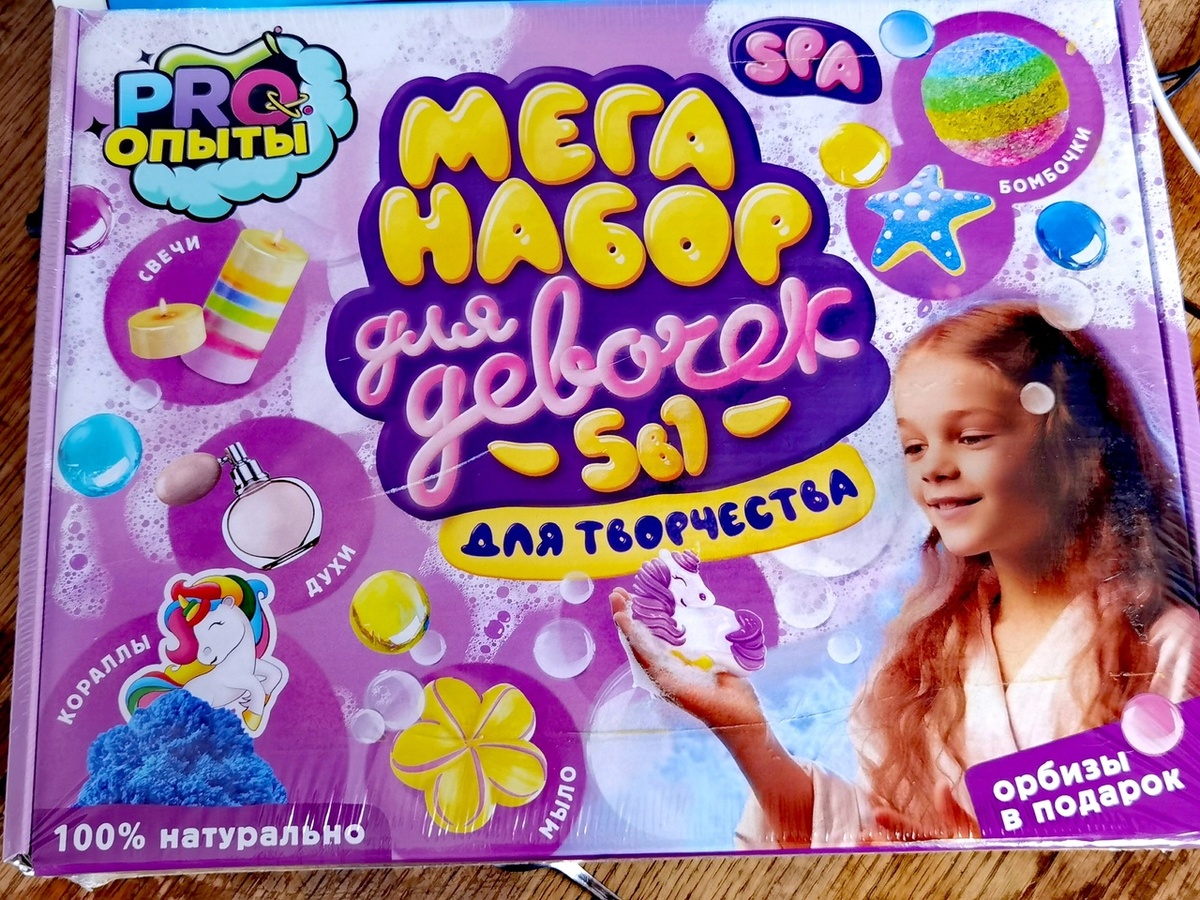 PRO
ОПЫТЫ
МЕГА
НАБОР
для
девочек
5в1
ДЛЯ ТВОРЧЕСТВА
SPA
БОМБОЧКИ
СВЕЧИ
ДУХИ
КОРАЛЛЫ
МЫЛО
100% натурально
орбизы
в подарок